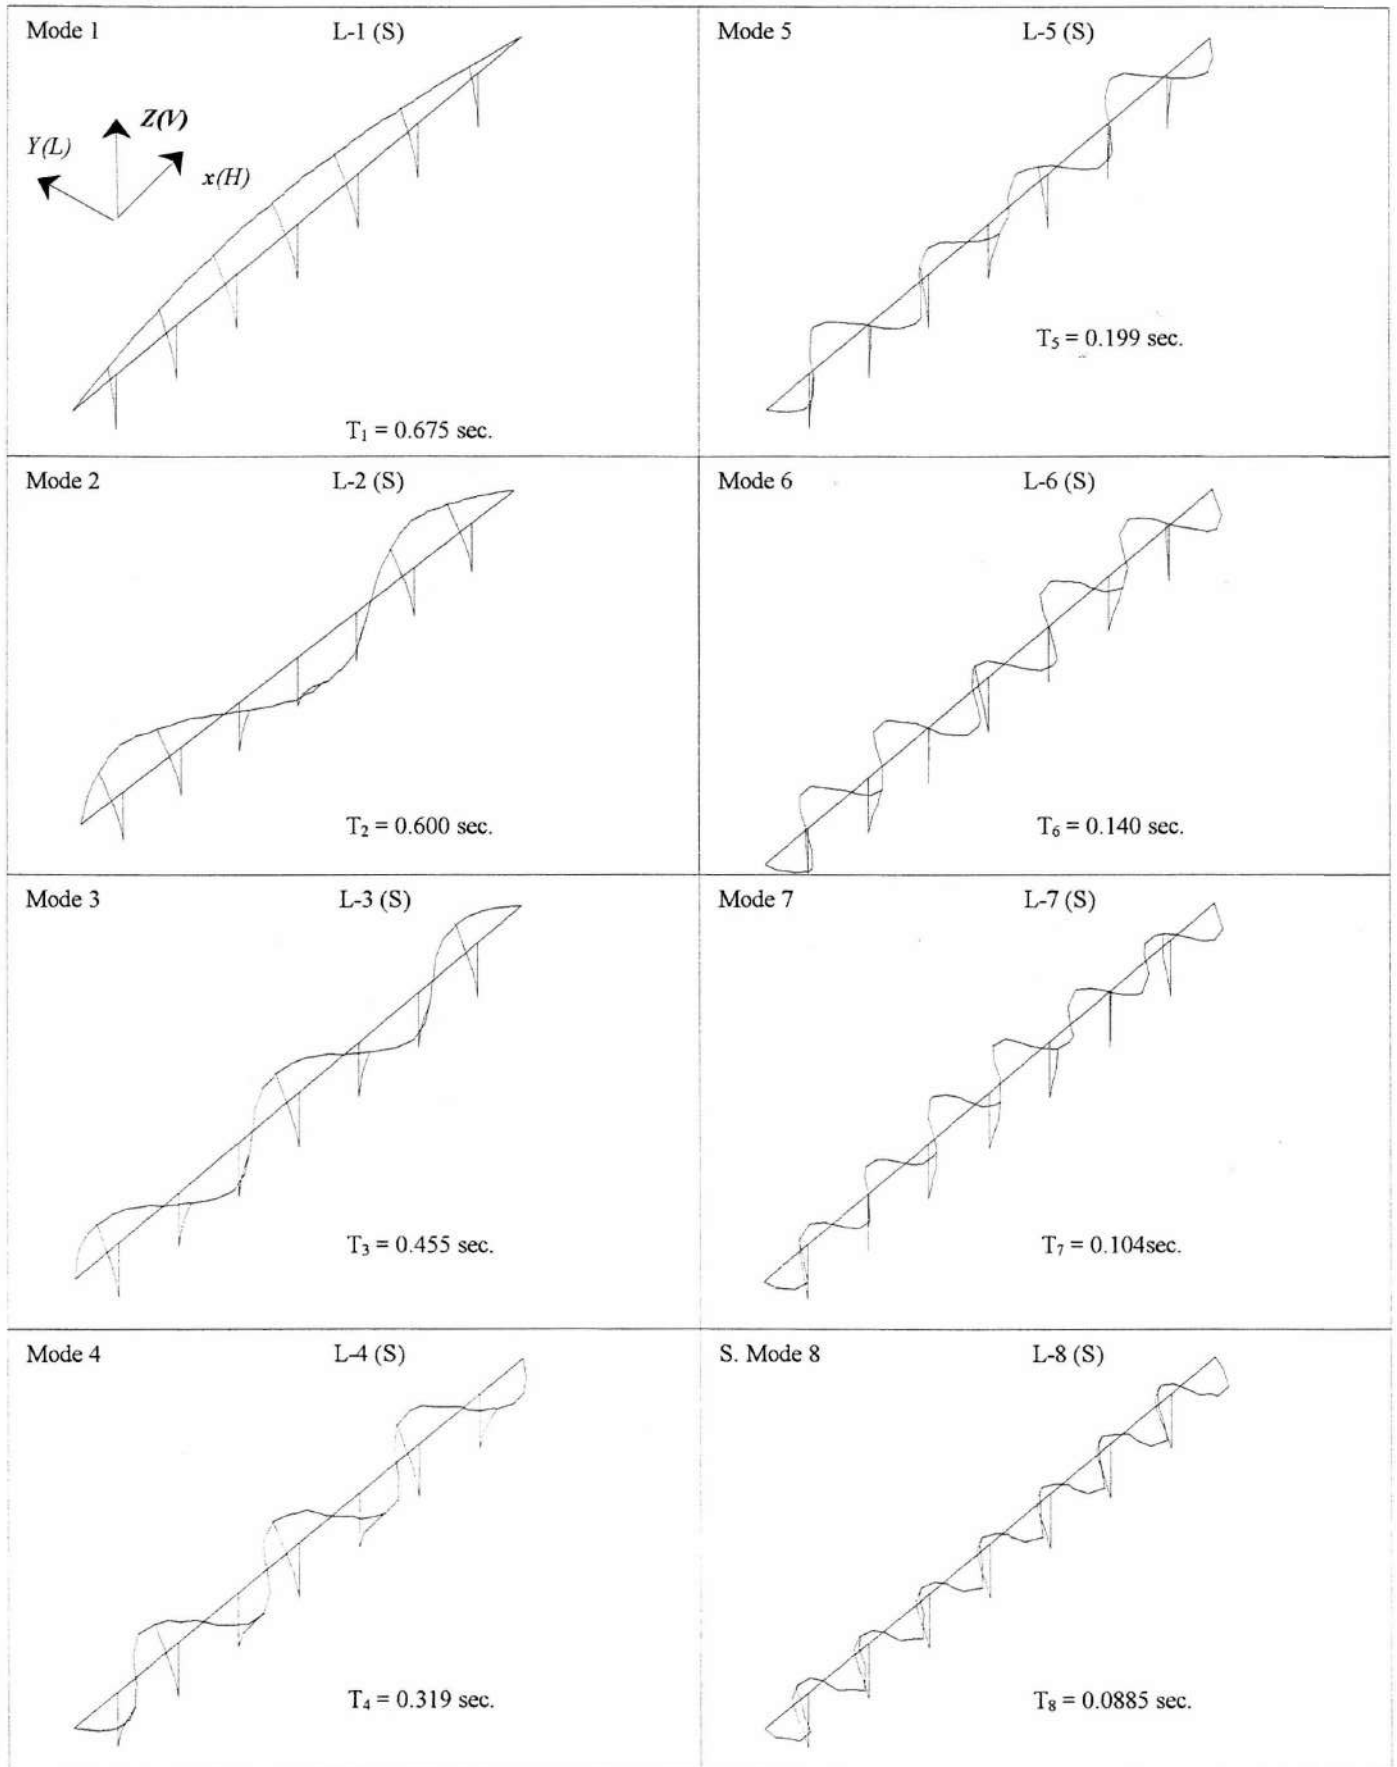 Mode 1 L-1 (S)
Z(V)
Y(L)
x(H)
T₁ = 0.675 sec.
Mode 2 L-2 (S)
T₂ = 0.600 sec.
Mode 3 L-3 (S)
T₃ = 0.455 sec.
Mode 4 L-4 (S)
T₄ = 0.319 sec.
Mode 5 L-5 (S)
T₅ = 0.199 sec.
Mode 6 L-6 (S)
T₆ = 0.140 sec.
Mode 7 L-7 (S)
T₇ = 0.104sec.
S. Mode 8 L-8 (S)
T₈ = 0.0885 sec.